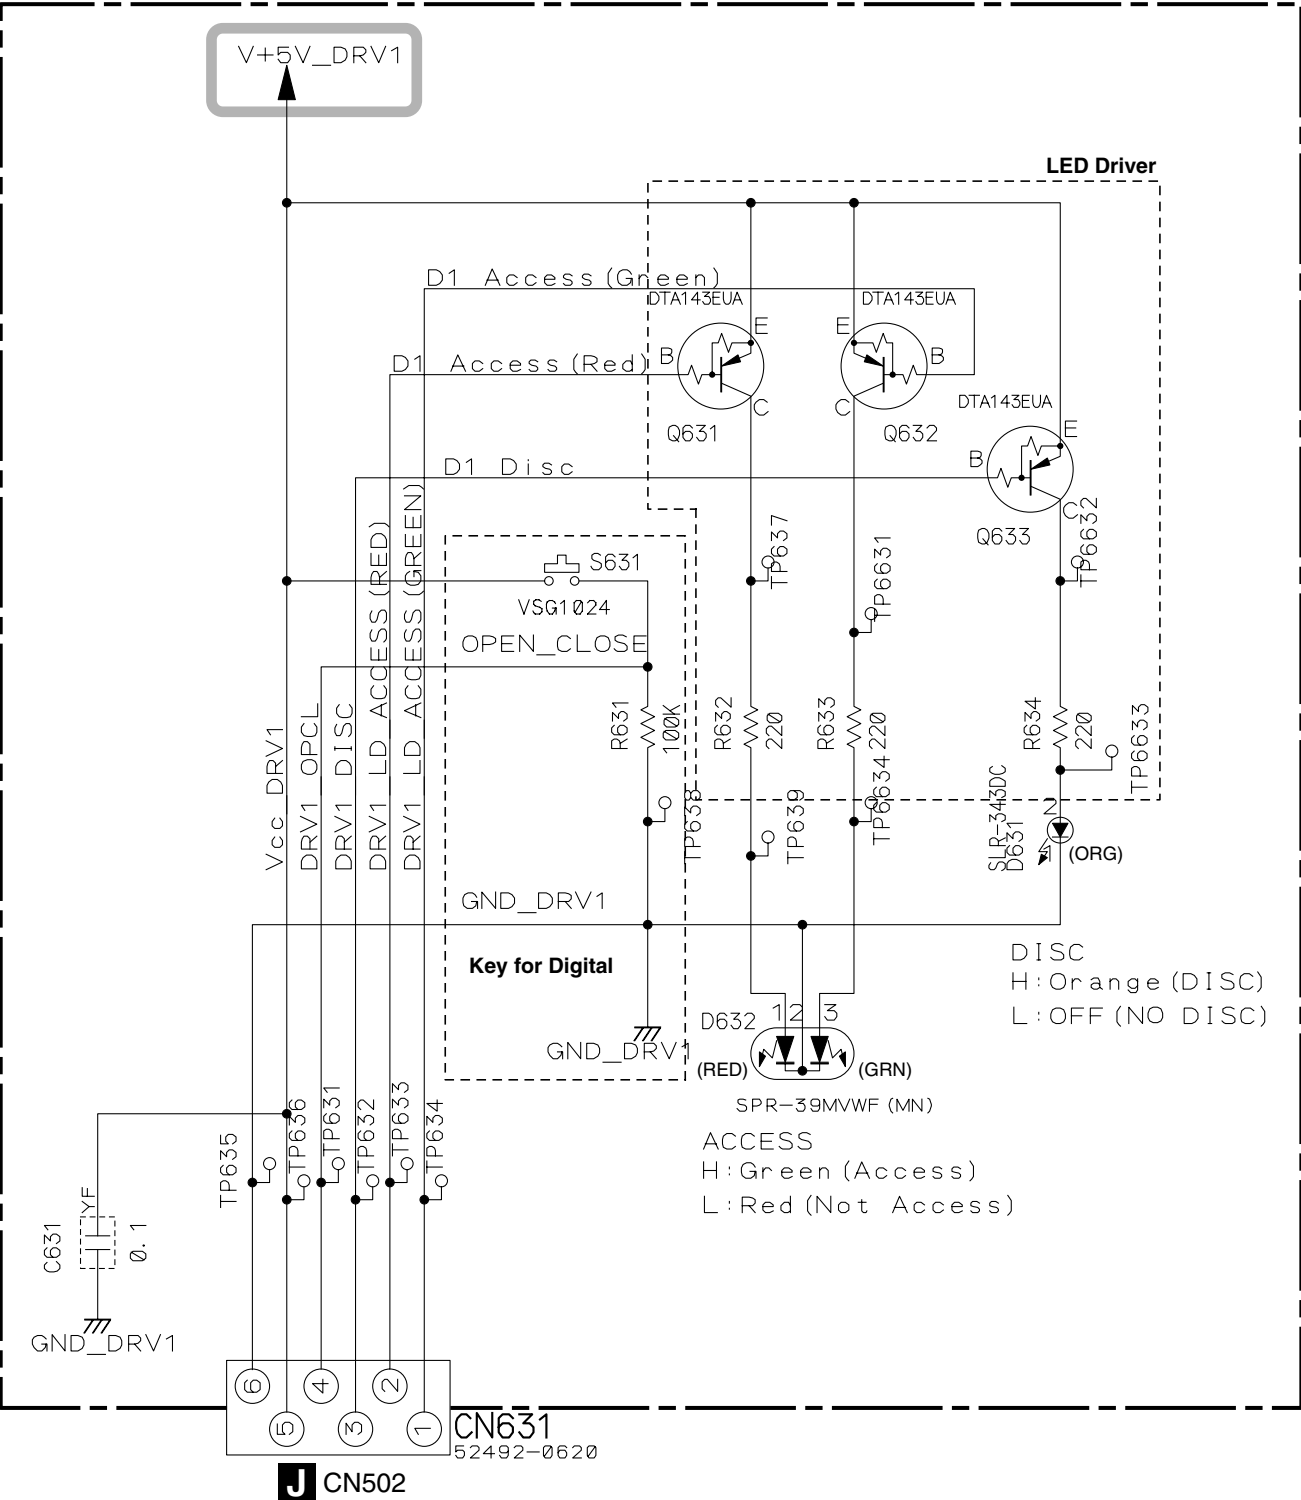 V+5V_DRV1
LED Driver
D1 Access (Green)
DTA143EUA
DTA143EUA
E
E
D1 Access (Red)
B
B
C
C
DTA143EUA
Q631
Q632
E
D1 Disc
B
C
Q633
S631
VSG1024
OPEN_CLOSE
TP637
TP6631
TP6632
Vcc DRV1
DRV1 OPCL
DRV1 DISC
DRV1 LD ACCESS (RED)
DRV1 LD ACCESS (GREEN)
R631
100K
R632
220
R633
220
R634
220
TP6633
TP638
TP639
TP6634
SLR-343DC
D631
2
1
(ORG)
GND_DRV1
Key for Digital
DISC
H:Orange (DISC)
L:OFF (NO DISC)
D632
1
2
3
GND_DRV1
(RED)
(GRN)
SPR-39MVWF (MN)
ACCESS
H:Green (Access)
L:Red (Not Access)
TP635
TP636
TP631
TP632
TP633
TP634
YF
C631
0.1
GND_DRV1
6
4
2
5
3
1
CN631
52492-0620
J CN502